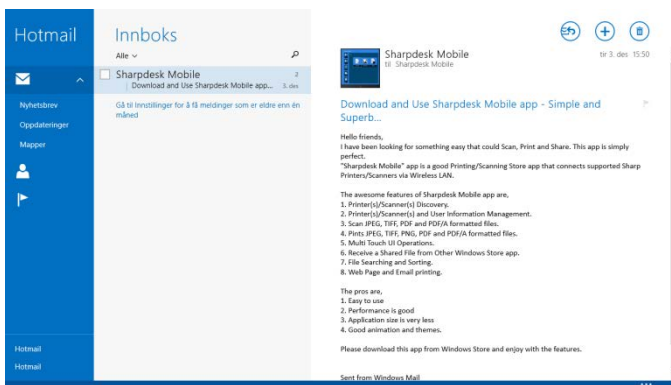 Hotmail
Innboks
Alle
Nyhetsbrev
Oppdateringer
Mapper
Hotmail
Hotmail
Sharpdesk Mobile 2
Download and Use Sharpdesk Mobile app... 3. des
Gå til Innstillinger for å få meldinger som er eldre enn én
måned
Sharpdesk Mobile
til Sharpdesk Mobile
tir 3. des 15:50
Download and Use Sharpdesk Mobile app - Simple and
Superb...
Hello friends,
I have been looking for something easy that could Scan, Print and Share. This app is simply
perfect.
"Sharpdesk Mobile" app is a good Printing/Scanning Store app that connects supported Sharp
Printers/Scanners via Wireless LAN.
The awesome features of Sharpdesk Mobile app are,
1. Printer(s)/Scanner(s) Discovery.
2. Printer(s)/Scanner(s) and User Information Management.
3. Scan JPEG, TIFF, PDF and PDF/A formatted files.
4. Pints JPEG, TIFF, PNG, PDF and PDF/A formatted files.
5. Multi Touch UI Operations.
6. Receive a Shared File from Other Windows Store app.
7. File Searching and Sorting.
8. Web Page and Email printing.
The pros are,
1. Easy to use
2. Performance is good
3. Application size is very less
4. Good animation and themes.
Please download this app from Windows Store and enjoy with the features.
Sent from Windows Mail